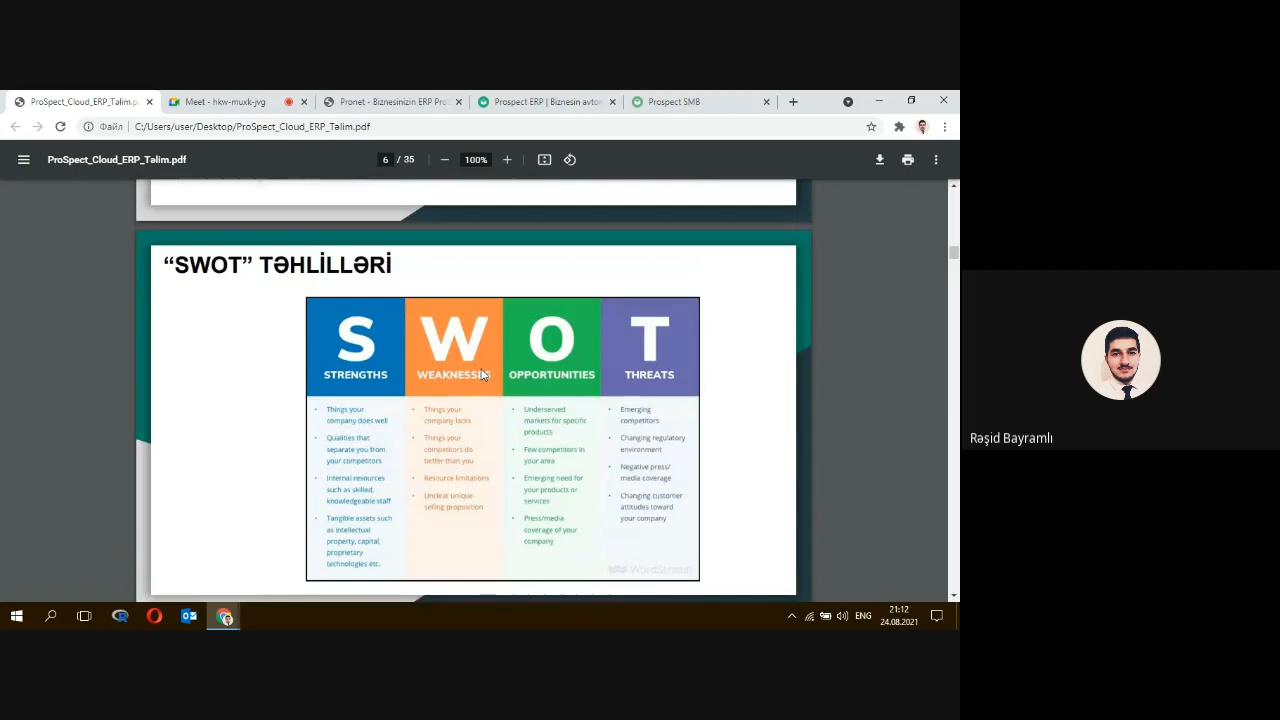 ProSpect_Cloud_ERP_Təlim.p
Meet - hkw-muxk-jvg
Pronet - Biznesinizin ERP Pro
Prospect ERP | Biznesin avto
Prospect SMB
Файл
C:/Users/user/Desktop/ProSpect_Cloud_ERP_Təlim.pdf
ProSpect_Cloud_ERP_Təlim.pdf
6 / 35
100%
“SWOT” TƏHLİLLƏRİ
S
STRENGTHS
Things your
company does well
Qualities that
separate you from
your competitors
Internal resources
such as skilled,
knowledgeable staff
Tangible assets such
as intellectual
property, capital,
proprietary
technologies etc.
W
WEAKNESSES
Things your
company lacks
Things your
competitors do
better than you
Resource limitations
Unclear unique
selling proposition
O
OPPORTUNITIES
Underserved
markets for specific
products
Few competitors in
your area
Emerging need for
your products or
services
Press/media
coverage of your
company
T
THREATS
Emerging
competitors
Changing regulatory
environment
Negative press/
media coverage
Changing customer
attitudes toward
your company
WordStream
Rəşid Bayramlı
ENG
21:12
24.08.2021